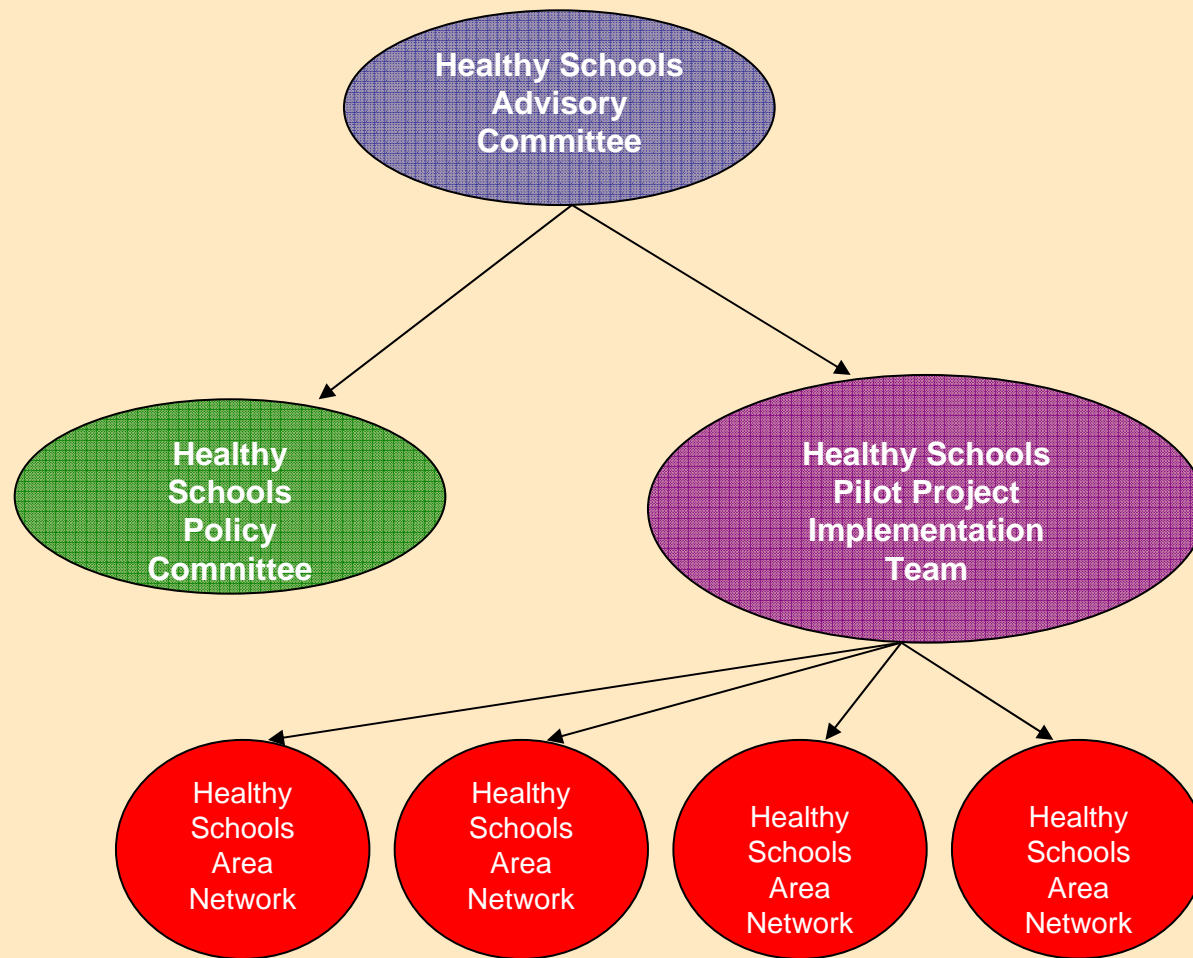 Healthy Schools
Advisory
Committee
Healthy
Schools
Policy
Committee
Healthy Schools
Pilot Project
Implementation
Team
Healthy
Schools
Area
Network
Healthy
Schools
Area
Network
Healthy
Schools
Area
Network
Healthy
Schools
Area
Network